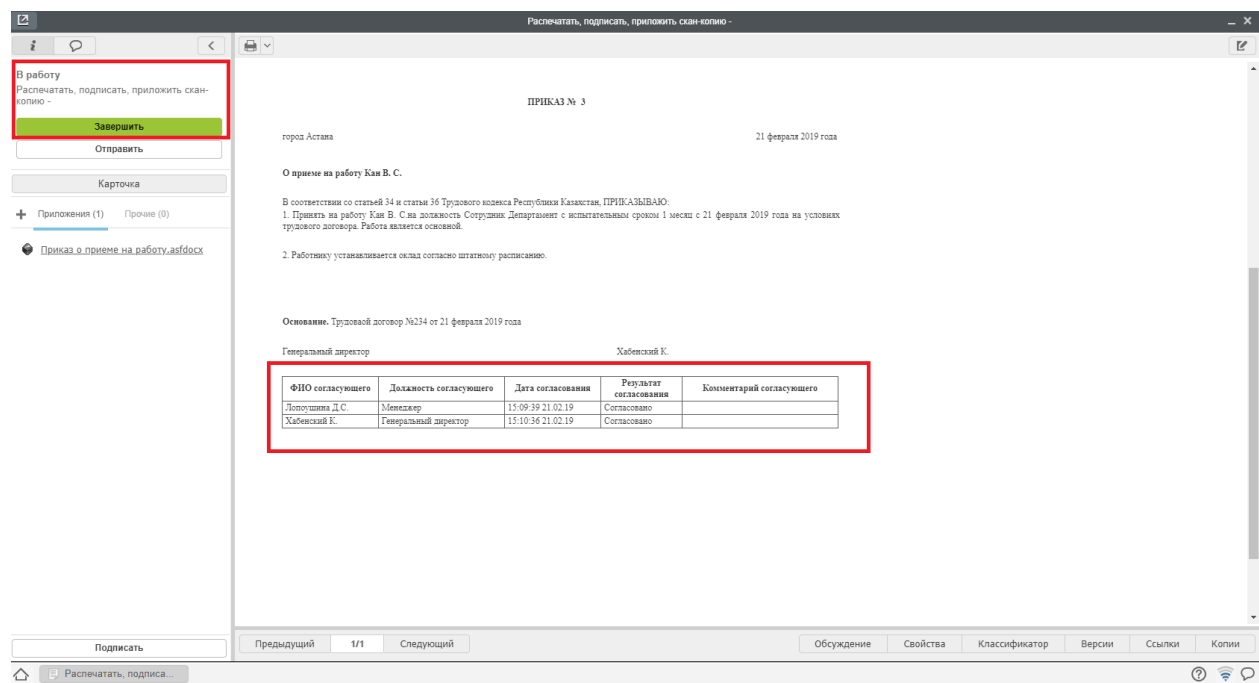 Распечатать, подписать, приложить скан-копию -
В работу
Распечатать, подписать, приложить скан-
копию -
Завершить
Отправить
Карточка
Приложения (1) Прочие (0)
Приказ о приеме на работу.asfdocx
Подписать
ПРИКАЗ № 3
город Астана 21 февраля 2019 года
О приеме на работу Кан В. С.
В соответствии со статьей 34 и статьи 36 Трудового кодекса Республики Казахстан, ПРИКАЗЫВАЮ:
1. Принять на работу Кан В. С.на должность Сотрудник Департамент с испытательным сроком 1 месяц с 21 февраля 2019 года на условиях
трудового договора. Работа является основной.
2. Работнику устанавливается оклад согласно штатному расписанию.
Основание. Трудоваой договор №234 от 21 февраля 2019 года
Генеральный директор Хабенский К.
ФИО согласующего Должность согласующего Дата согласования Результат согласования Комментарий согласующего
Лопоушина Д.С. Менеджер 15:09:39 21.02.19 Согласовано
Хабенский К. Генеральный директор 15:10:36 21.02.19 Согласовано
Предыдущий 1/1 Следующий Обсуждение Свойства Классификатор Версии Ссылки Копии
Распечатать, подписа...